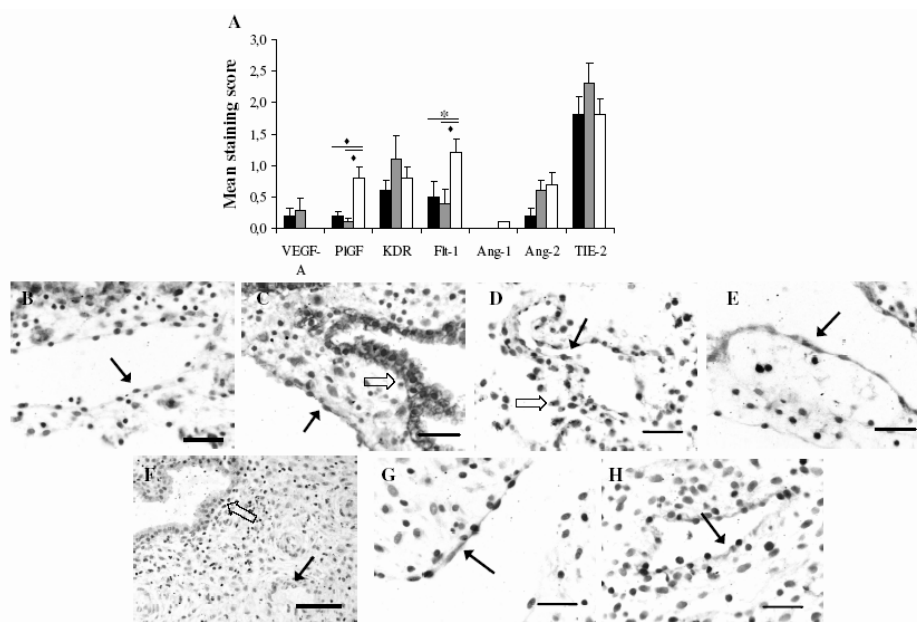 A
Mean staining score
3,0
2,5
2,0
1,5
1,0
0,5
0,0
*
VEGF-A PlGF KDR Flt-1 Ang-1 Ang-2 TIE-2
B C D E
F G H